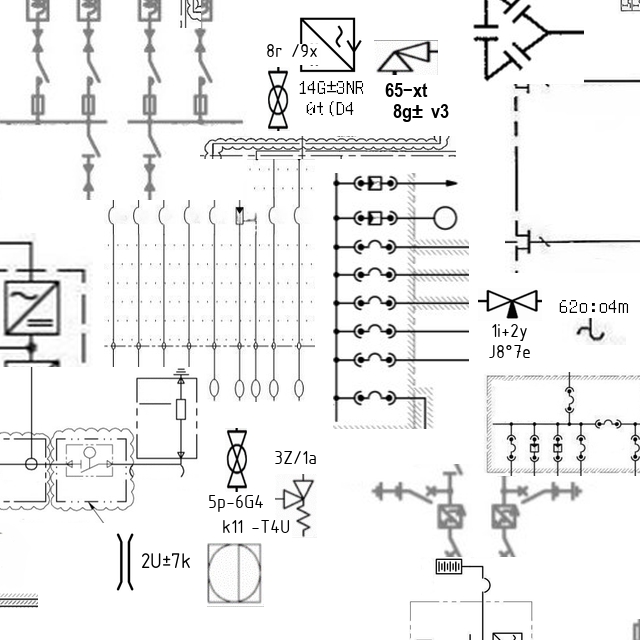 8r /9x
14G±3NR
65-xt
8g± v3
62o:o4m
1i+2y
J8°7e
3Z/1a
5p-6G4
k11 -T4U
2U±7k